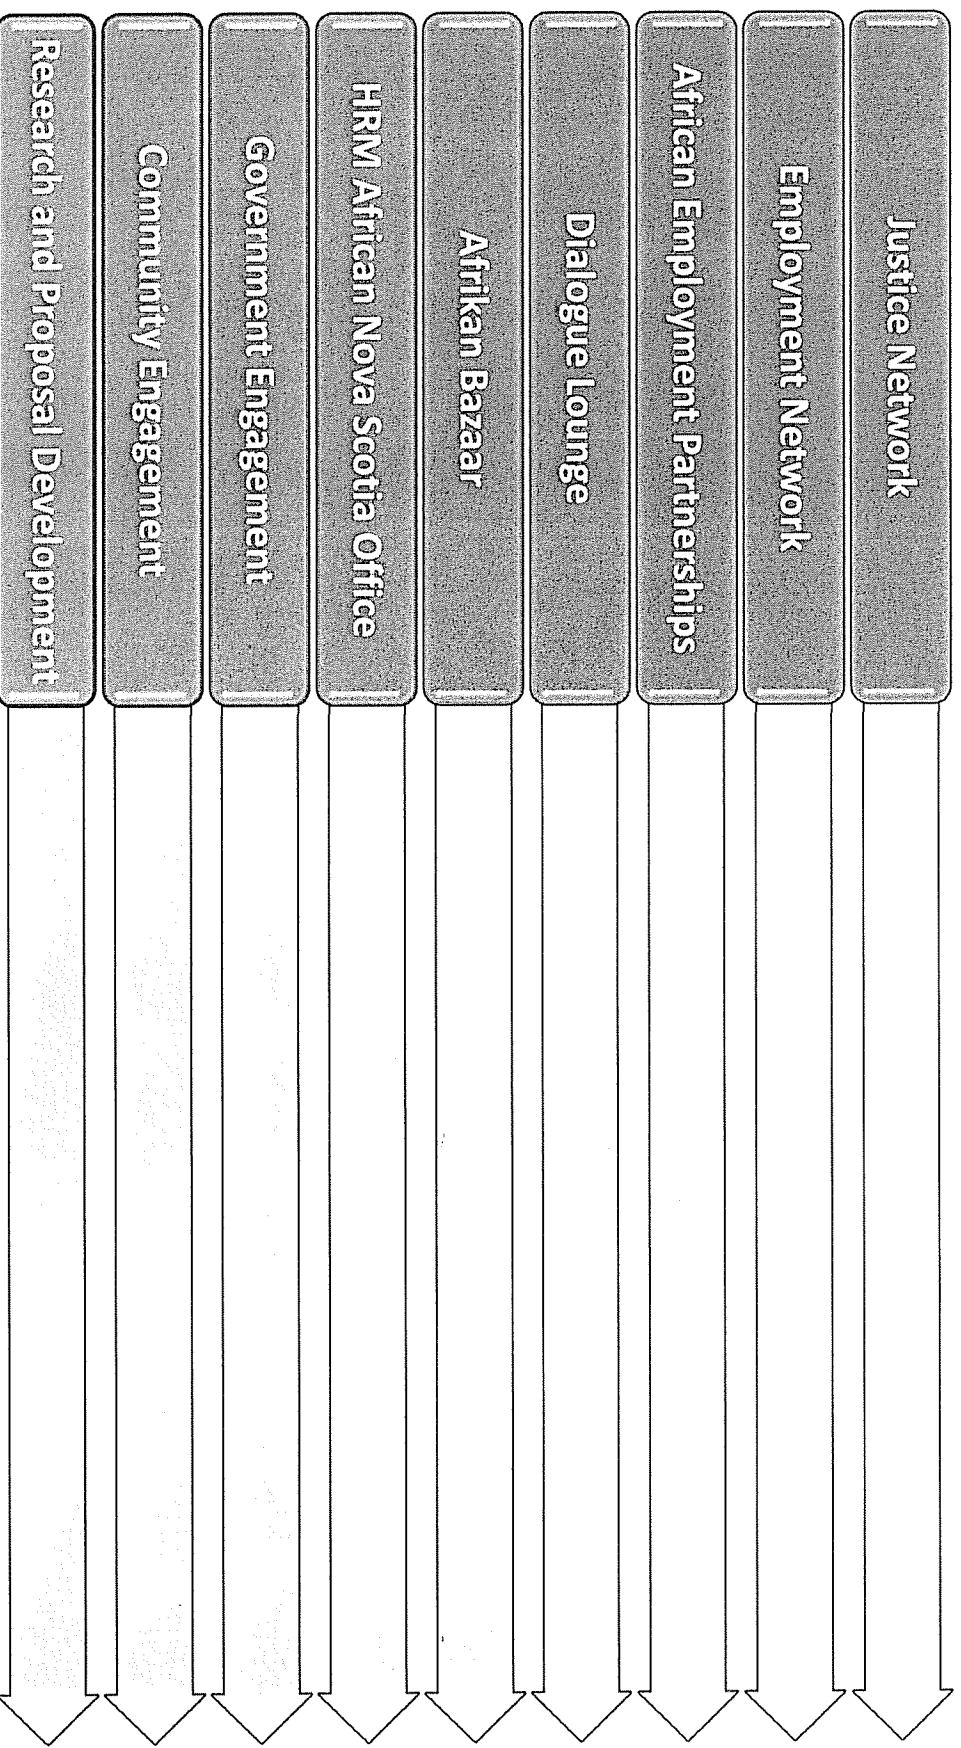 Justice Network
Employment Network
African Employment Partnerships
Dialogue Lounge
Afrikan Bazaar
HRM African Nova Scotia Office
Government Engagement
Community Engagement
Research and Proposal Development